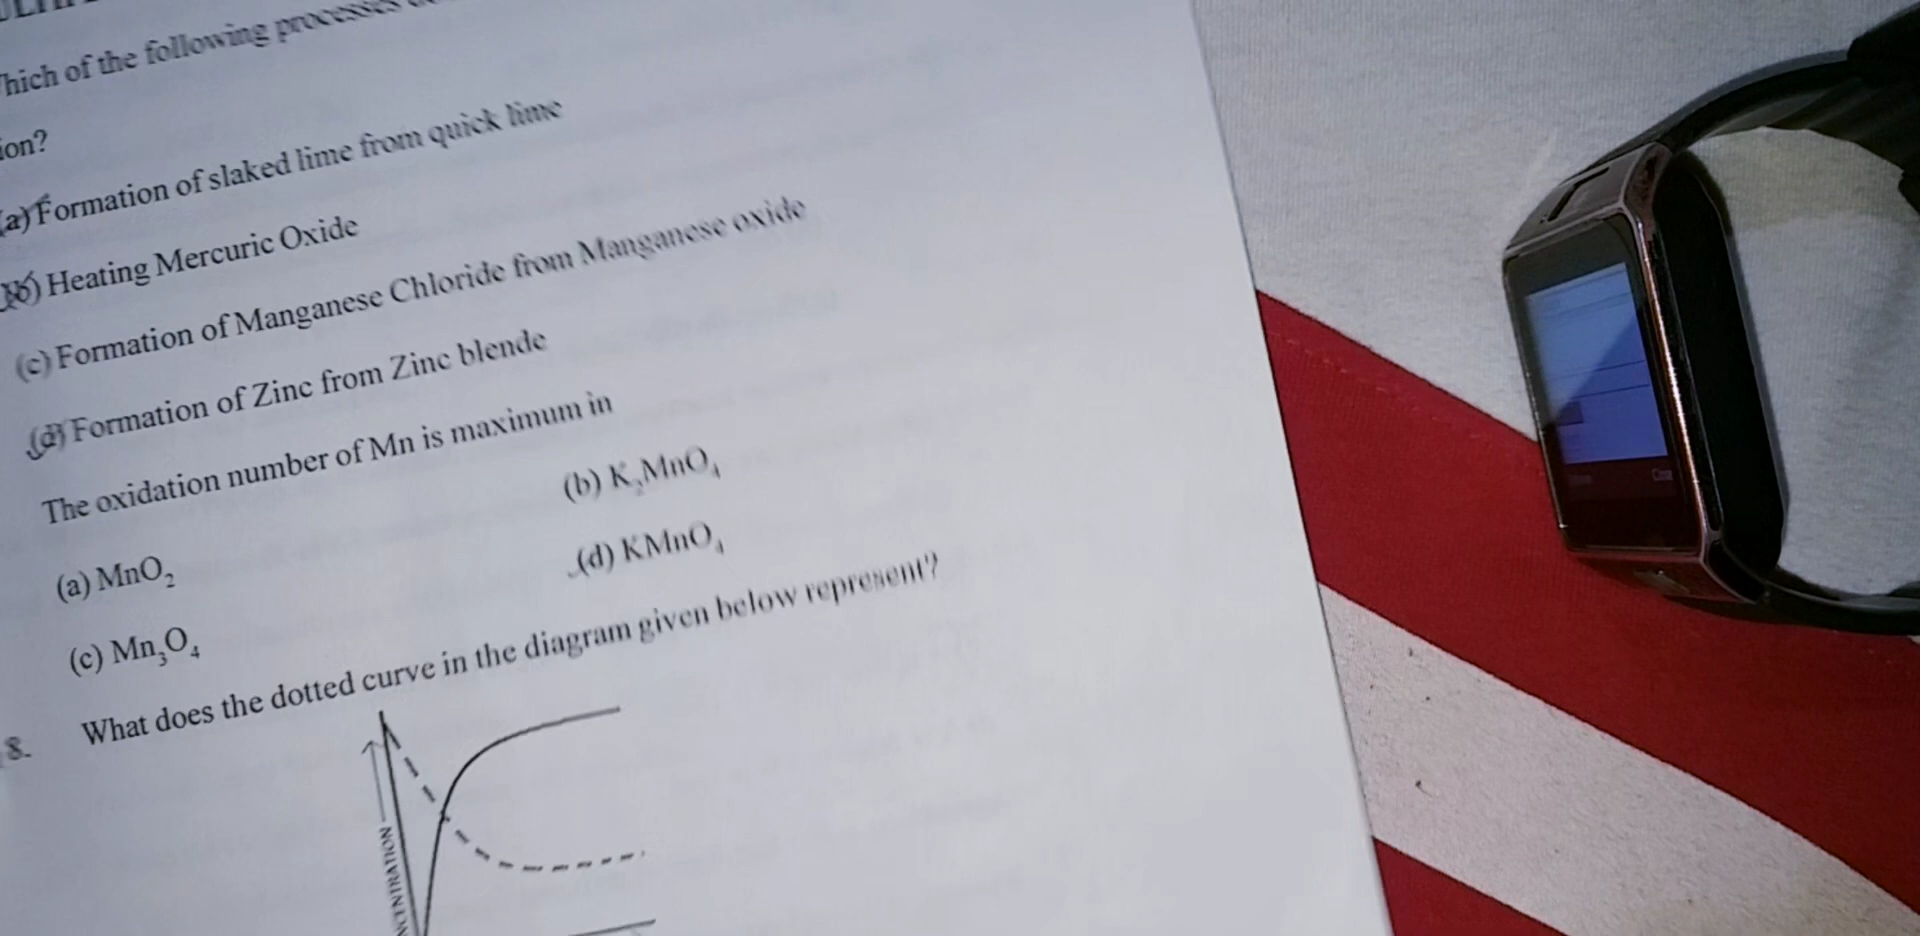 hich of the following processes
ion?
(a) Formation of slaked lime from quick lime
(b) Heating Mercuric Oxide
(c) Formation of Manganese Chloride from Manganese oxide
(d) Formation of Zinc from Zinc blende
The oxidation number of Mn is maximum in
(a) MnO₂
(b) K₂MnO₄
(c) Mn₃O₄
(d) KMnO₄
8. What does the dotted curve in the diagram given below represent?
NCENTRATION